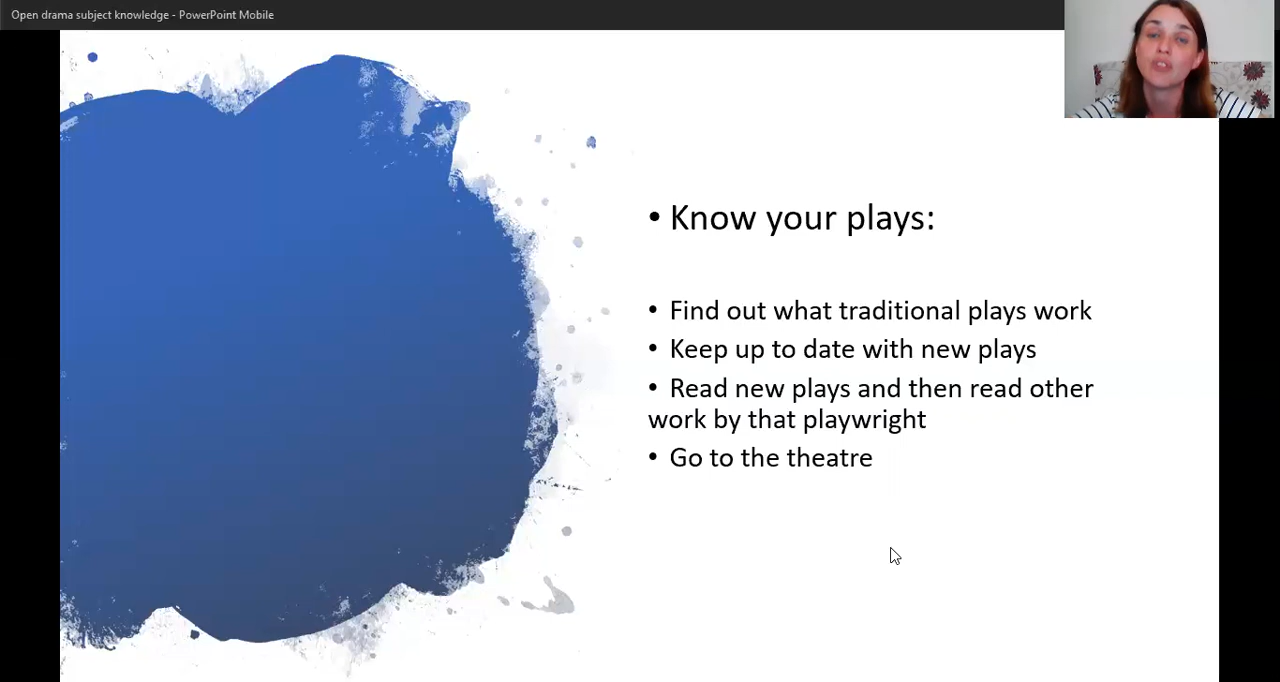 Open drama subject knowledge - PowerPoint Mobile
• Know your plays:
• Find out what traditional plays work
• Keep up to date with new plays
• Read new plays and then read other
work by that playwright
• Go to the theatre